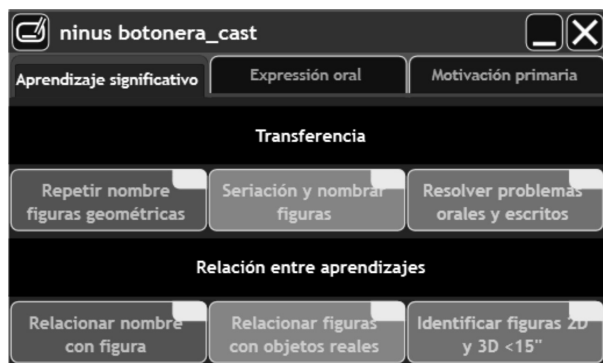 ninus botonera_cast
Aprendizaje significativo
Expresión oral
Motivación primaria
Transferencia
Repetir nombre
figuras geométricas
Seriación y nombrar
figuras
Resolver problemas
orales y escritos
Relación entre aprendizajes
Relacionar nombre
con figura
Relacionar figuras
con objetos reales
Identificar figuras 2D
y 3D <15"